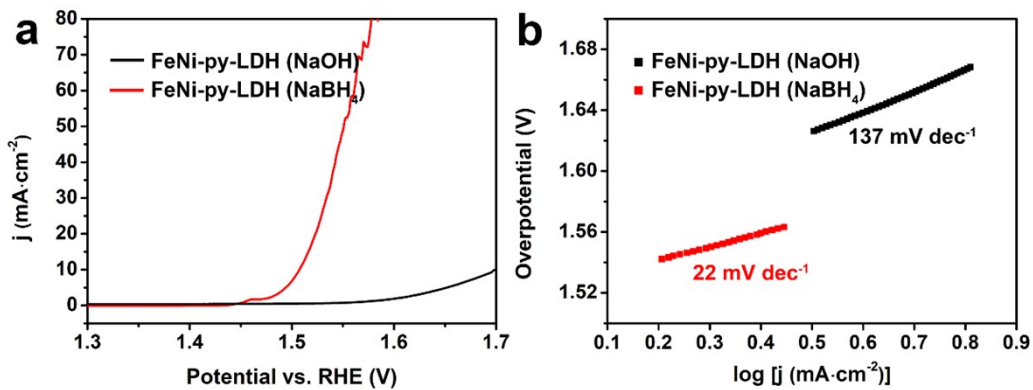 a
FeNi-py-LDH (NaOH)
FeNi-py-LDH (NaBH₄)
80
70
60
50
40
30
20
10
0
j (mA·cm⁻²)
1.3
1.4
1.5
1.6
1.7
Potential vs. RHE (V)
b
FeNi-py-LDH (NaOH)
FeNi-py-LDH (NaBH₄)
137 mV dec⁻¹
22 mV dec⁻¹
1.68
1.64
1.60
1.56
1.52
Overpotential (V)
0.1
0.2
0.3
0.4
0.5
0.6
0.7
0.8
0.9
log [j (mA·cm⁻²)]